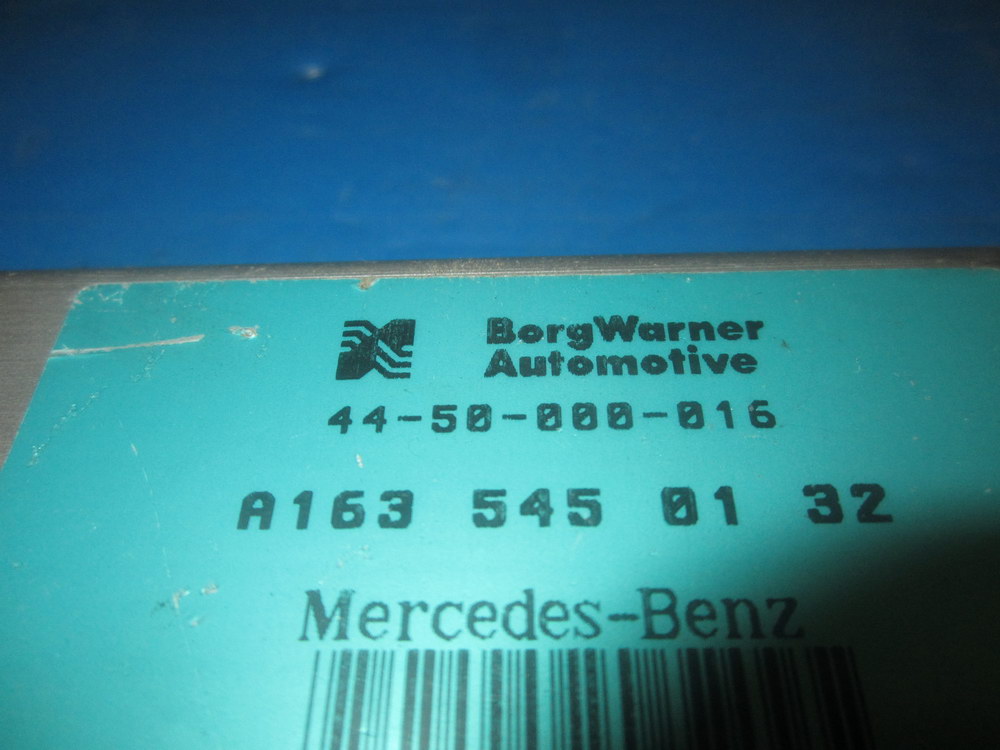 BorgWarner
Automotive
44-50-000-016
A163 545 01 32
Mercedes-Benz